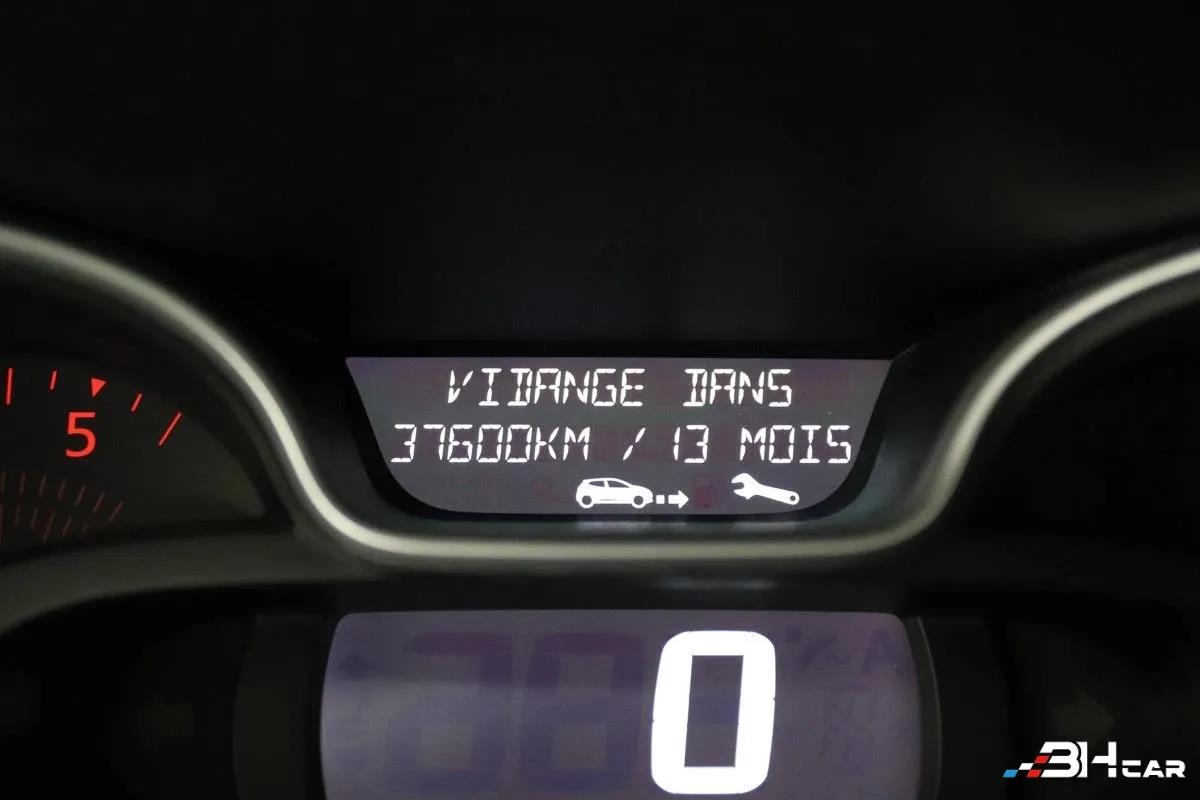 VIDANGE DANS
37600KM / 13 MOIS
5
0
BHCAR